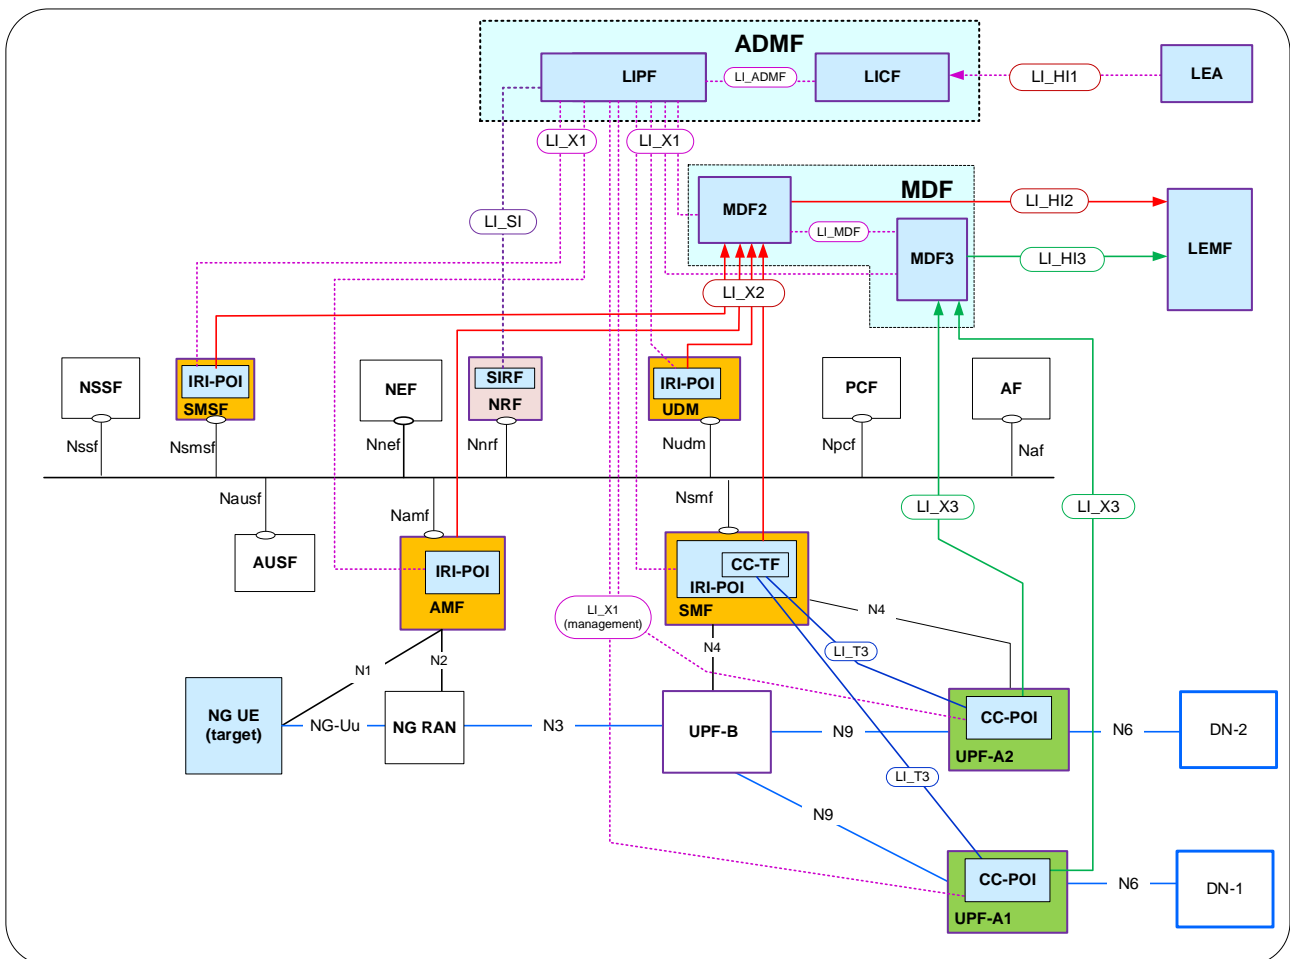 ADMF
LIPF
LI_ADMF
LICF
LI_HI1
LEA
LI_X1
LI_X1
MDF
MDF2
LI_HI2
LI_SI
LI_MDF
LEMF
MDF3
LI_HI3
LI_X2
NSSF
IRI-POI
SMSF
NEF
SIRF
NRF
IRI-POI
UDM
PCF
AF
Nssf
Nsmsf
Nnef
Nnrf
Nudm
Npcf
Naf
Nausf
Namf
Nsmf
LI_X3
LI_X3
AUSF
IRI-POI
AMF
CC-TF
IRI-POI
SMF
LI_X1
(management)
N4
N4
LI_T3
N1
N2
NG UE
(target)
NG-Uu
NG RAN
N3
UPF-B
N9
CC-POI
UPF-A2
N6
DN-2
LI_T3
N9
CC-POI
UPF-A1
N6
DN-1